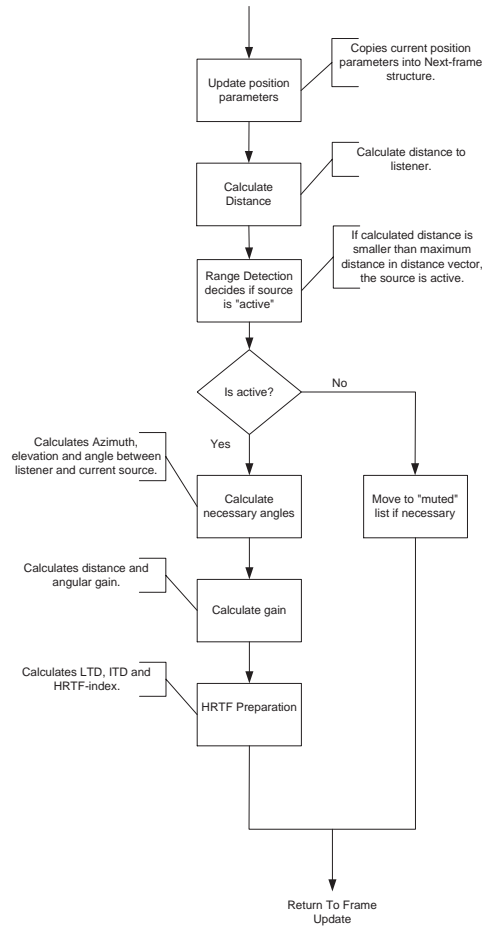 Copies current position
parameters into Next-frame
structure.
Update position
parameters
Calculate distance to
listener.
Calculate
Distance
If calculated distance is
smaller than maximum
distance in distance vector,
the source is active.
Range Detection
decides if source
is "active"
Is active?
No
Yes
Calculates Azimuth,
elevation and angle between
listener and current source.
Calculate
necessary angles
Move to "muted"
list if necessary
Calculates distance and
angular gain.
Calculate gain
Calculates LTD, ITD and
HRTF-index.
HRTF Preparation
Return To Frame
Update